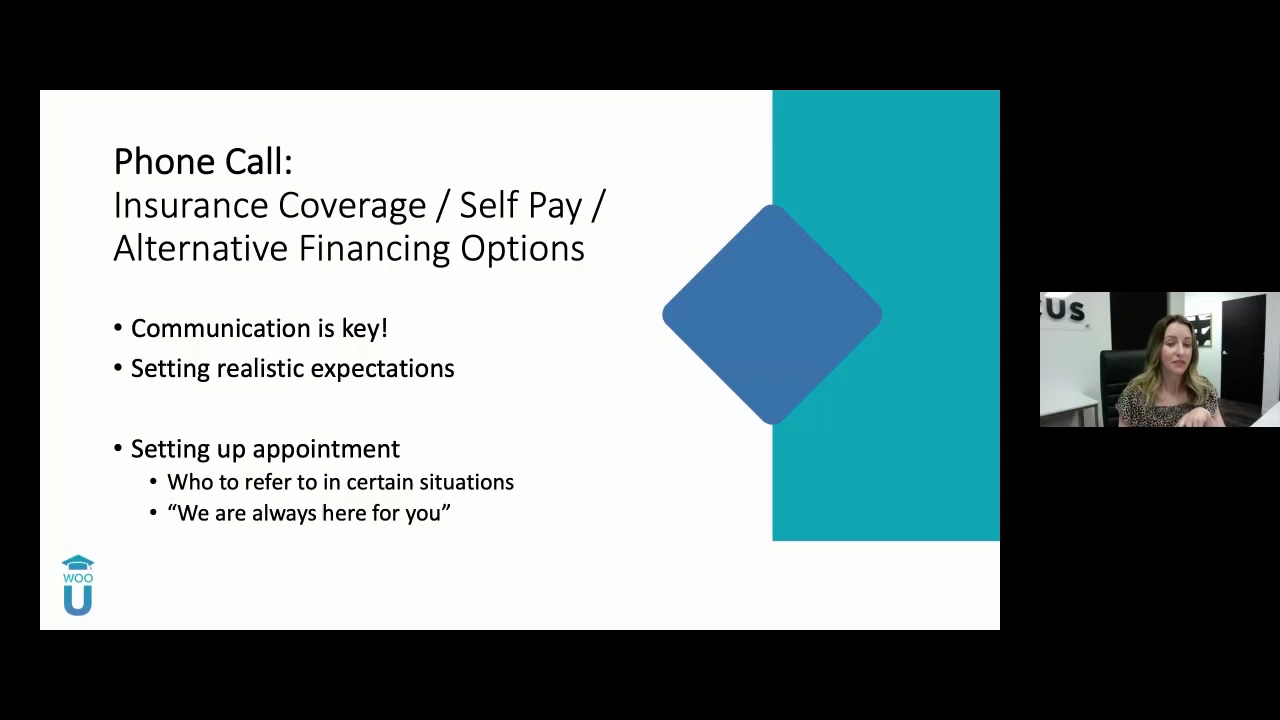 Phone Call:
Insurance Coverage / Self Pay /
Alternative Financing Options
• Communication is key!
• Setting realistic expectations
• Setting up appointment
• Who to refer to in certain situations
• “We are always here for you”
WOO
U
US